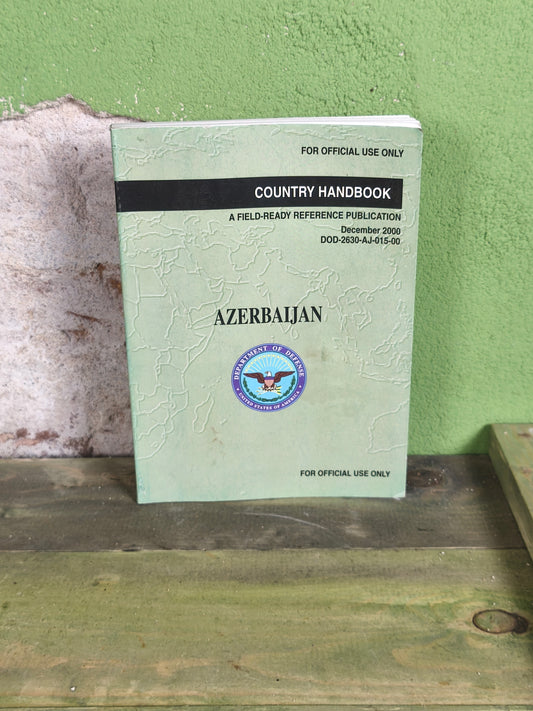 FOR OFFICIAL USE ONLY
COUNTRY HANDBOOK
A FIELD-READY REFERENCE PUBLICATION
December 2000
DOD-2630-AJ-015-00
AZERBAIJAN
DEPARTMENT OF DEFENSE
UNITED STATES OF AMERICA
FOR OFFICIAL USE ONLY